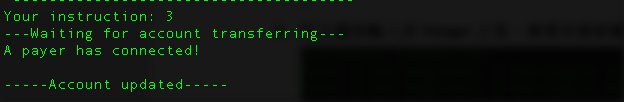 Your instruction: 3
---Waiting for account transferring---
A payer has connected!
-----Account updated-----